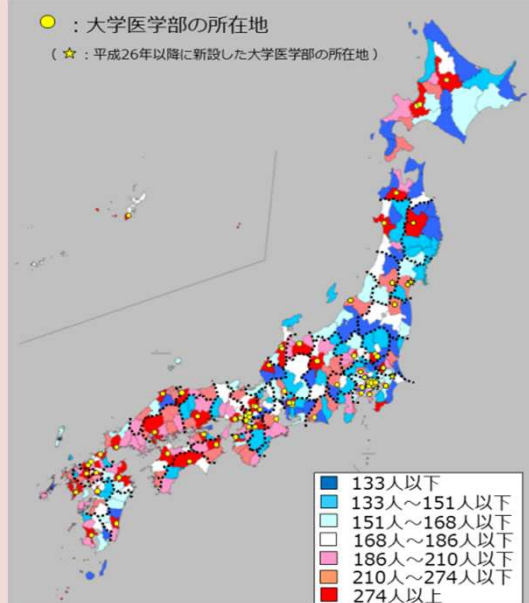 ：大学医学部の所在地
（ ☆ ：平成26年以降に新設した大学医学部の所在地 ）
133人以下
133人～151人以下
151人～168人以下
168人～186人以下
186人～210人以下
210人～274人以下
274人以上